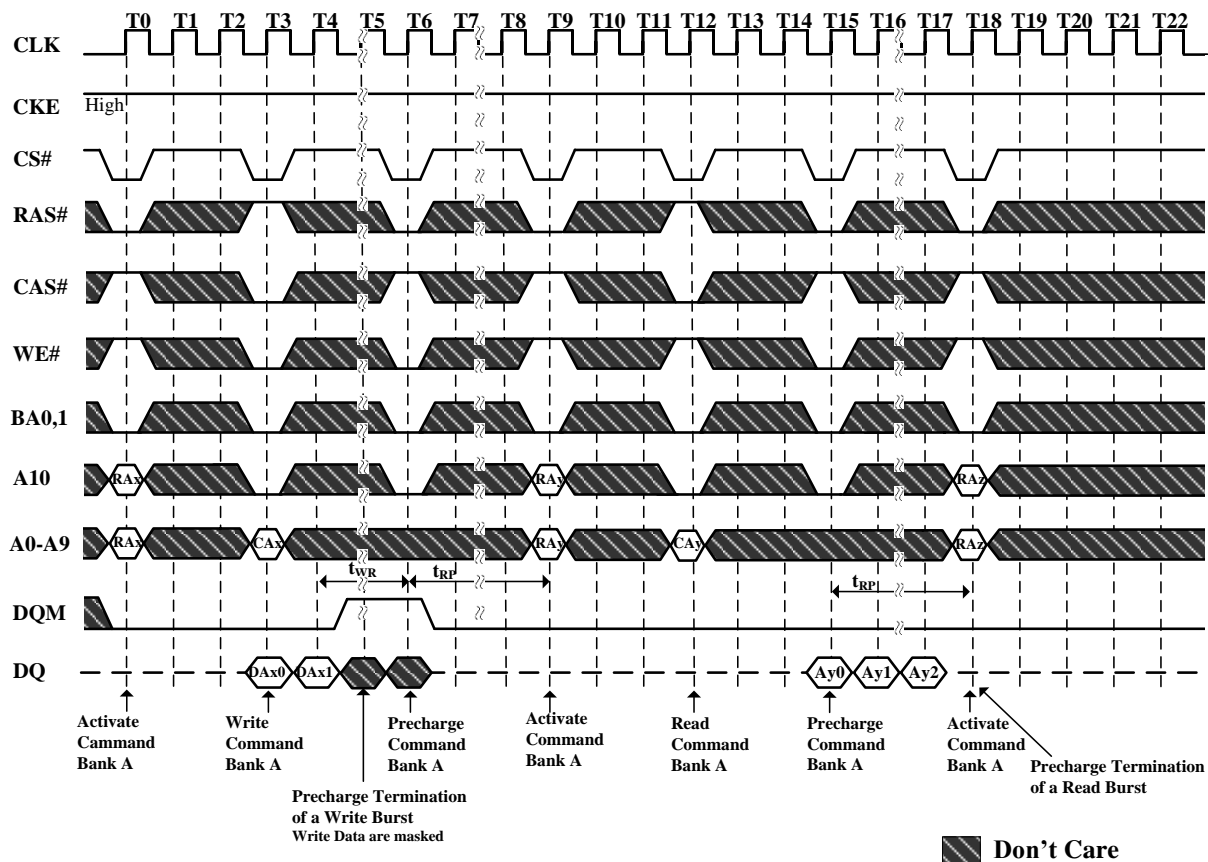 T0 T1 T2 T3 T4 T5 T6 T7 T8 T9 T10 T11 T12 T13 T14 T15 T16 T17 T18 T19 T20 T21 T22
CLK
CKE
High
CS#
RAS#
CAS#
WE#
BA0,1
A10
RAx RAy RAz
A0-A9
RAx CAx RAy CAy RAz
tWR tRP tRP
DQM
DQ
DAx0 DAx1 Ay0 Ay1 Ay2
Activate
Cammand
Bank A
Write
Command
Bank A
Precharge
Command
Bank A
Activate
Command
Bank A
Read
Command
Bank A
Precharge
Command
Bank A
Activate
Command
Bank A
Precharge Termination
of a Write Burst
Write Data are masked
Precharge Termination
of a Read Burst
Don't Care